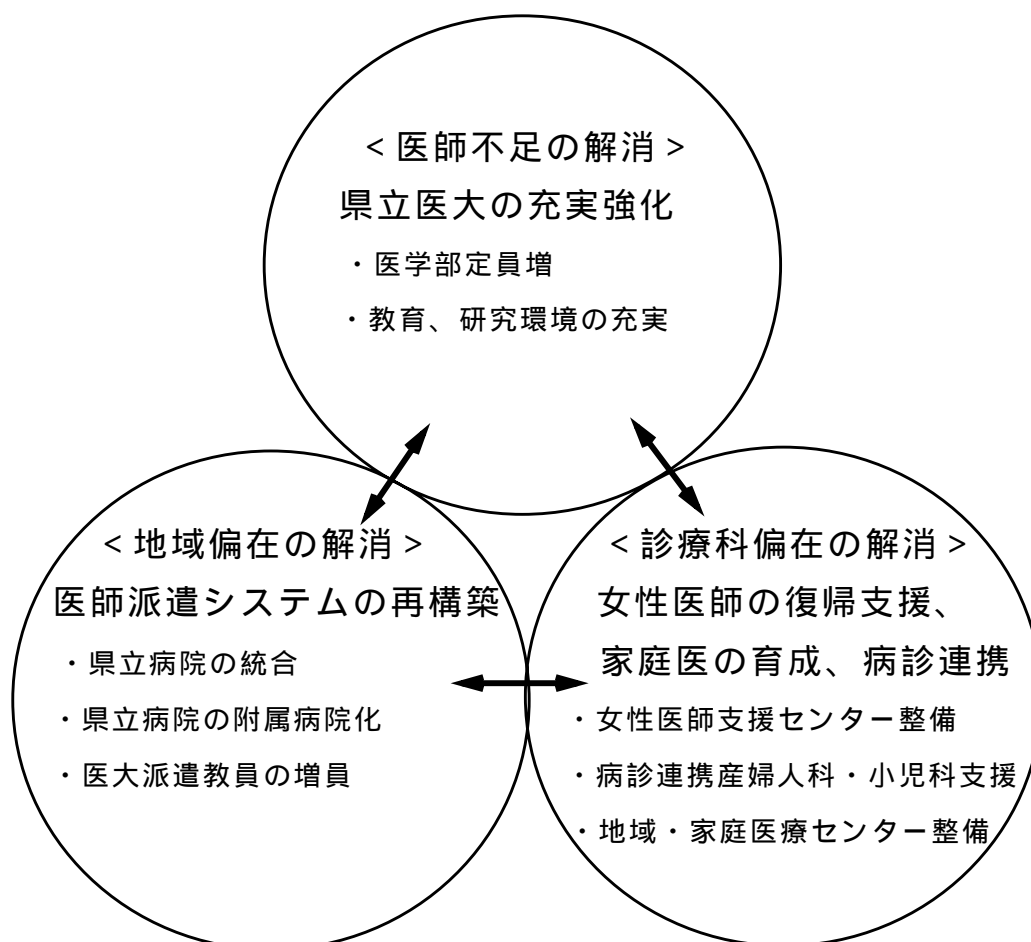 <医師不足の解消>
県立医大の充実強化
・医学部定員増
・教育、研究環境の充実
<地域偏在の解消>
医師派遣システムの再構築
・県立病院の統合
・県立病院の附属病院化
・医大派遣教員の増員
<診療科偏在の解消>
女性医師の復帰支援、
家庭医の育成、病診連携
・女性医師支援センター整備
・病診連携産婦人科・小児科支援
・地域・家庭医療センター整備